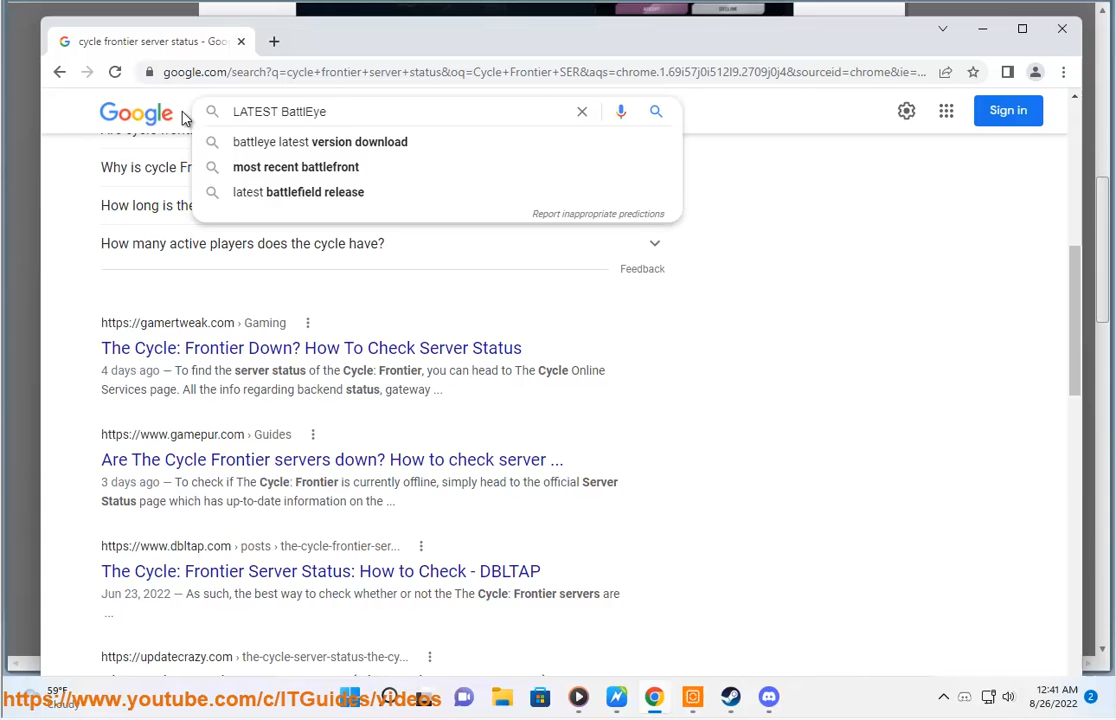 cycle frontier server status - Goo
google.com/search?q=cycle+frontier+server+status&oq=Cycle+Frontier+SER&aqs=chrome.1.69i57j0i512l9.2709j0j4&sourceid=chrome&ie=...
Google
LATEST BattlEye
Sign in
battleye latest version download
Why is cycle Fr
most recent battlefront
latest battlefield release
How long is the
Report inappropriate predictions
How many active players does the cycle have?
Feedback
https://gamertweak.com › Gaming
The Cycle: Frontier Down? How To Check Server Status
4 days ago — To find the server status of the Cycle: Frontier, you can head to The Cycle Online
Services page. All the info regarding backend status, gateway ...
https://www.gamepur.com › Guides
Are The Cycle Frontier servers down? How to check server ...
3 days ago — To check if The Cycle: Frontier is currently offline, simply head to the official Server
Status page which has up-to-date information on the ...
https://www.dbltap.com › posts › the-cycle-frontier-ser...
The Cycle: Frontier Server Status: How to Check - DBLTAP
Jun 23, 2022 — As such, the best way to check whether or not the The Cycle: Frontier servers are
...
https://updatecrazy.com › the-cycle-server-status-the-cy...
59°F
Cloudy
https://www.youtube.com/c/ITGuides/videos
12:41 AM
8/26/2022
2